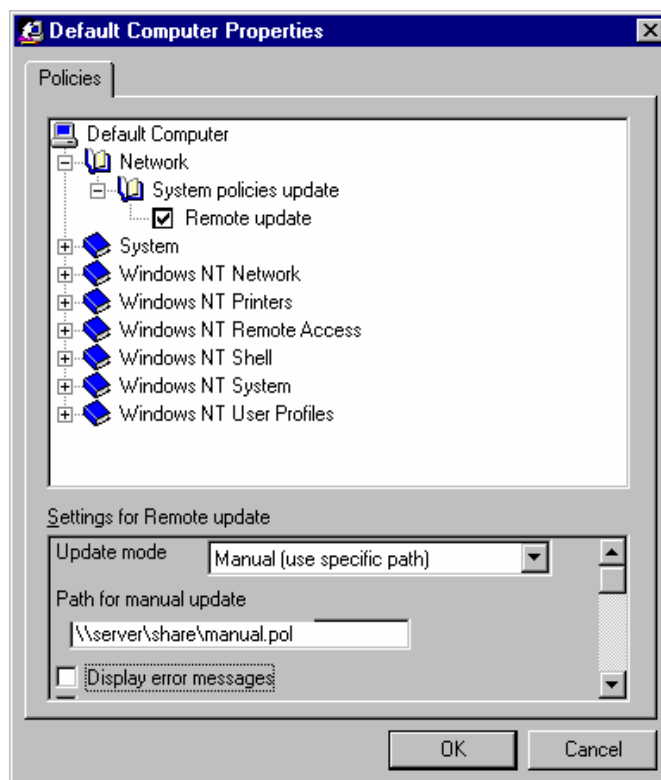 Default Computer Properties
Policies
Default Computer
Network
System policies update
Remote update
System
Windows NT Network
Windows NT Printers
Windows NT Remote Access
Windows NT Shell
Windows NT System
Windows NT User Profiles
Settings for Remote update
Update mode Manual (use specific path)
Path for manual update
\\server\share\manual.pol
Display error messages
OK Cancel